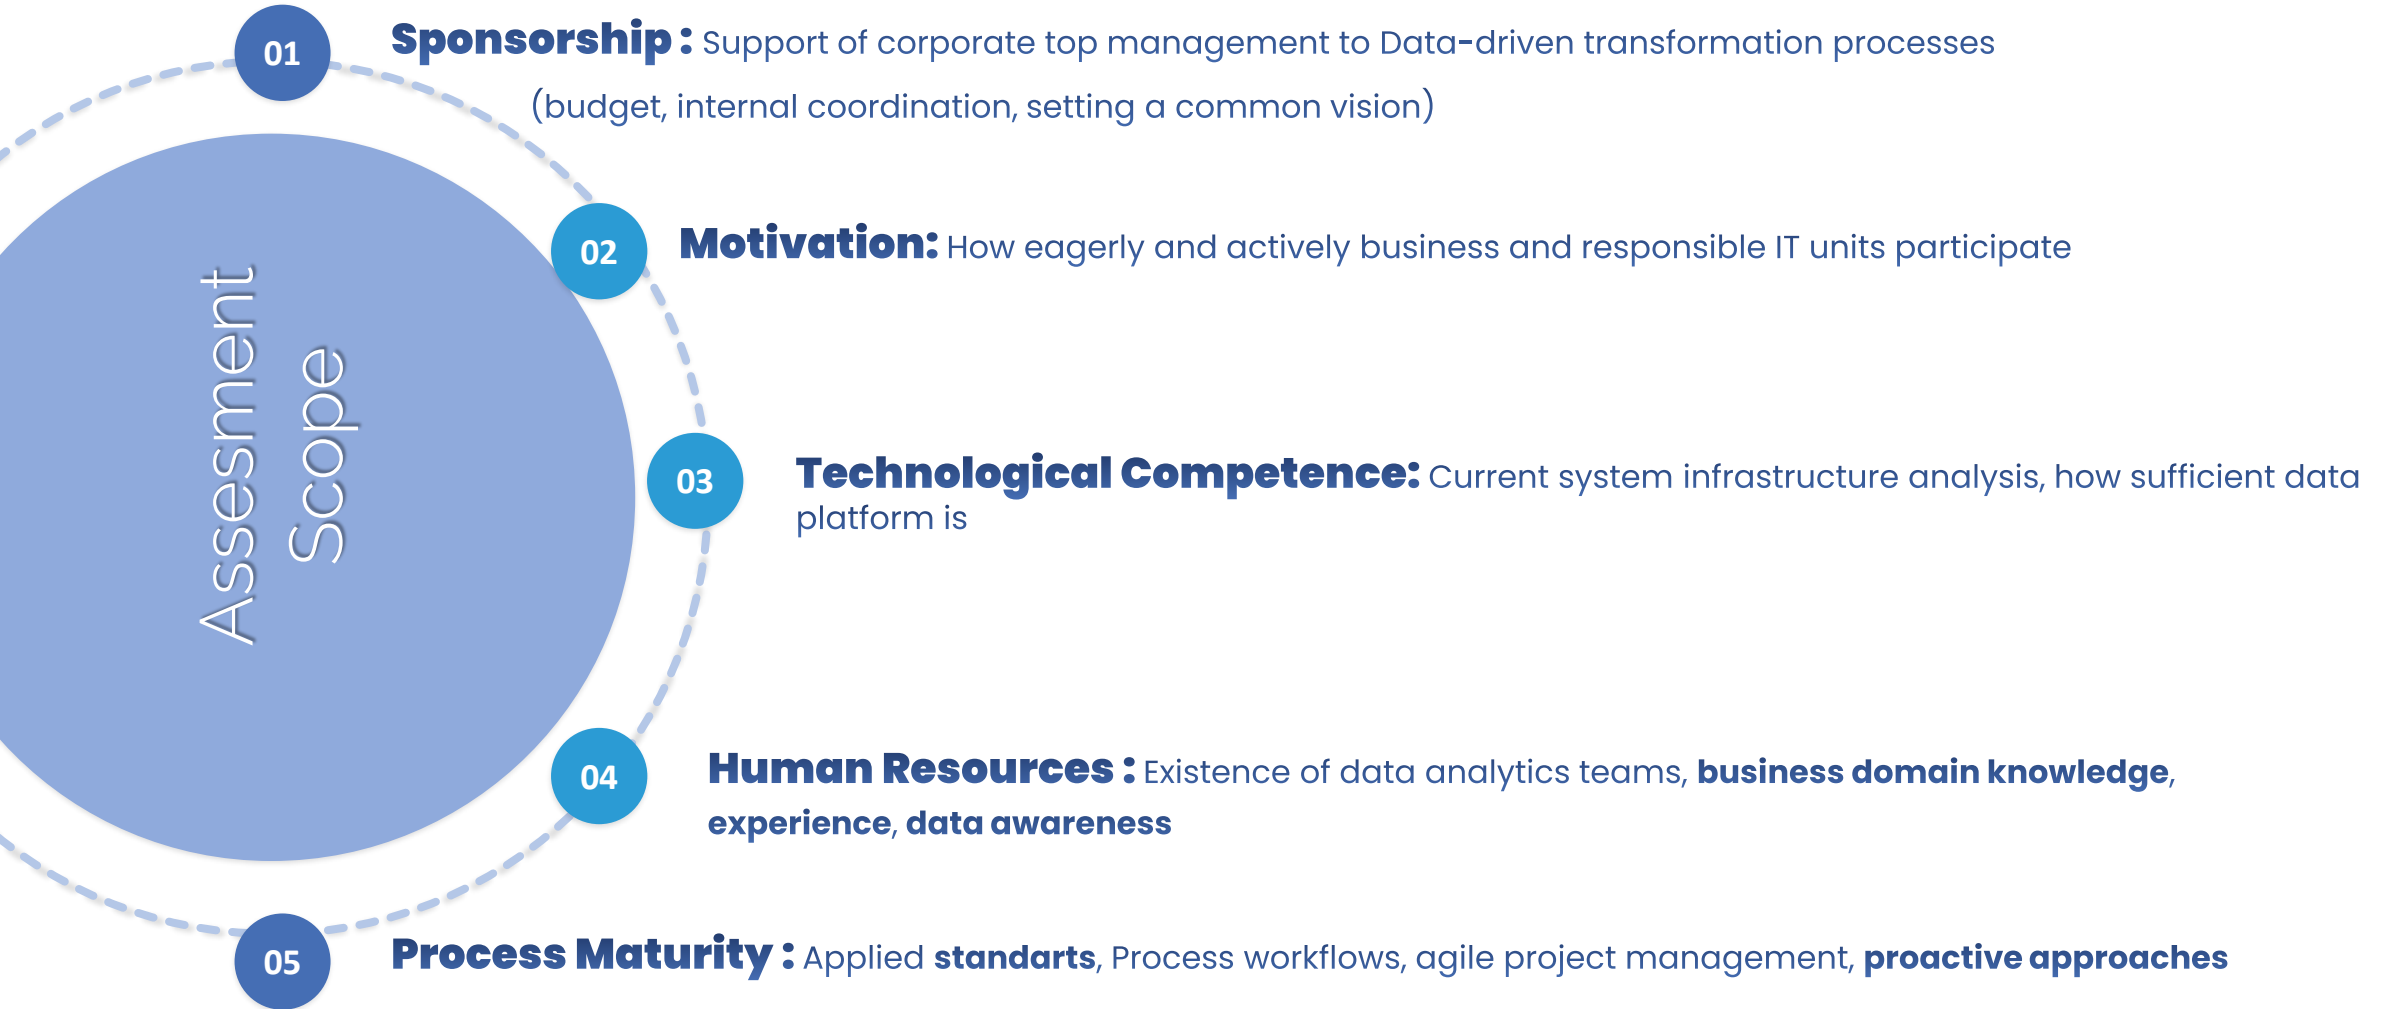 Assessment
Scope
01
Sponsorship : Support of corporate top management to Data-driven transformation processes
(budget, internal coordination, setting a common vision)
02
Motivation: How eagerly and actively business and responsible IT units participate
03
Technological Competence: Current system infrastructure analysis, how sufficient data
platform is
04
Human Resources : Existence of data analytics teams, business domain knowledge,
experience, data awareness
05
Process Maturity : Applied standarts, Process workflows, agile project management, proactive approaches